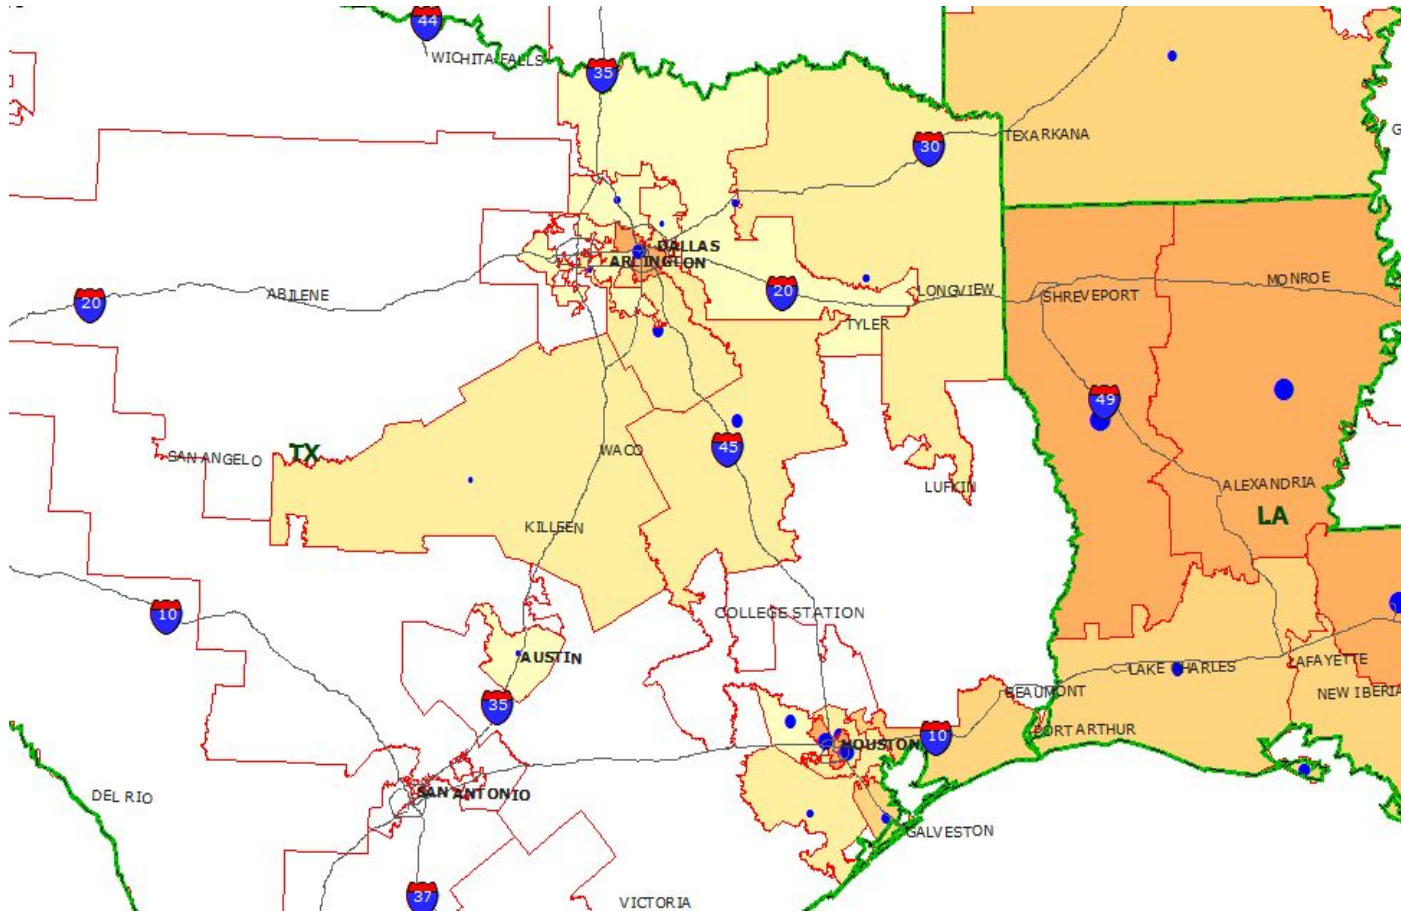 44
WICHITA FALLS
35
TEXARKANA
30
G
DALLAS
ARLINGTON
20
ABILENE
20
LONGVIEW
SHREVEPORT
MONROE
TYLER
49
TX
SAN ANGELO
WACO
45
LUFKIN
ALEXANDRIA
LA
KILLEEN
10
COLLEGE STATION
AUSTIN
LAKE CHARLES
LAFAYETTE
NEW IBERIA
35
BEAUMONT
PORT ARTHUR
10
HOUSTON
DEL RIO
SAN ANTONIO
GALVESTON
37
VICTORIA